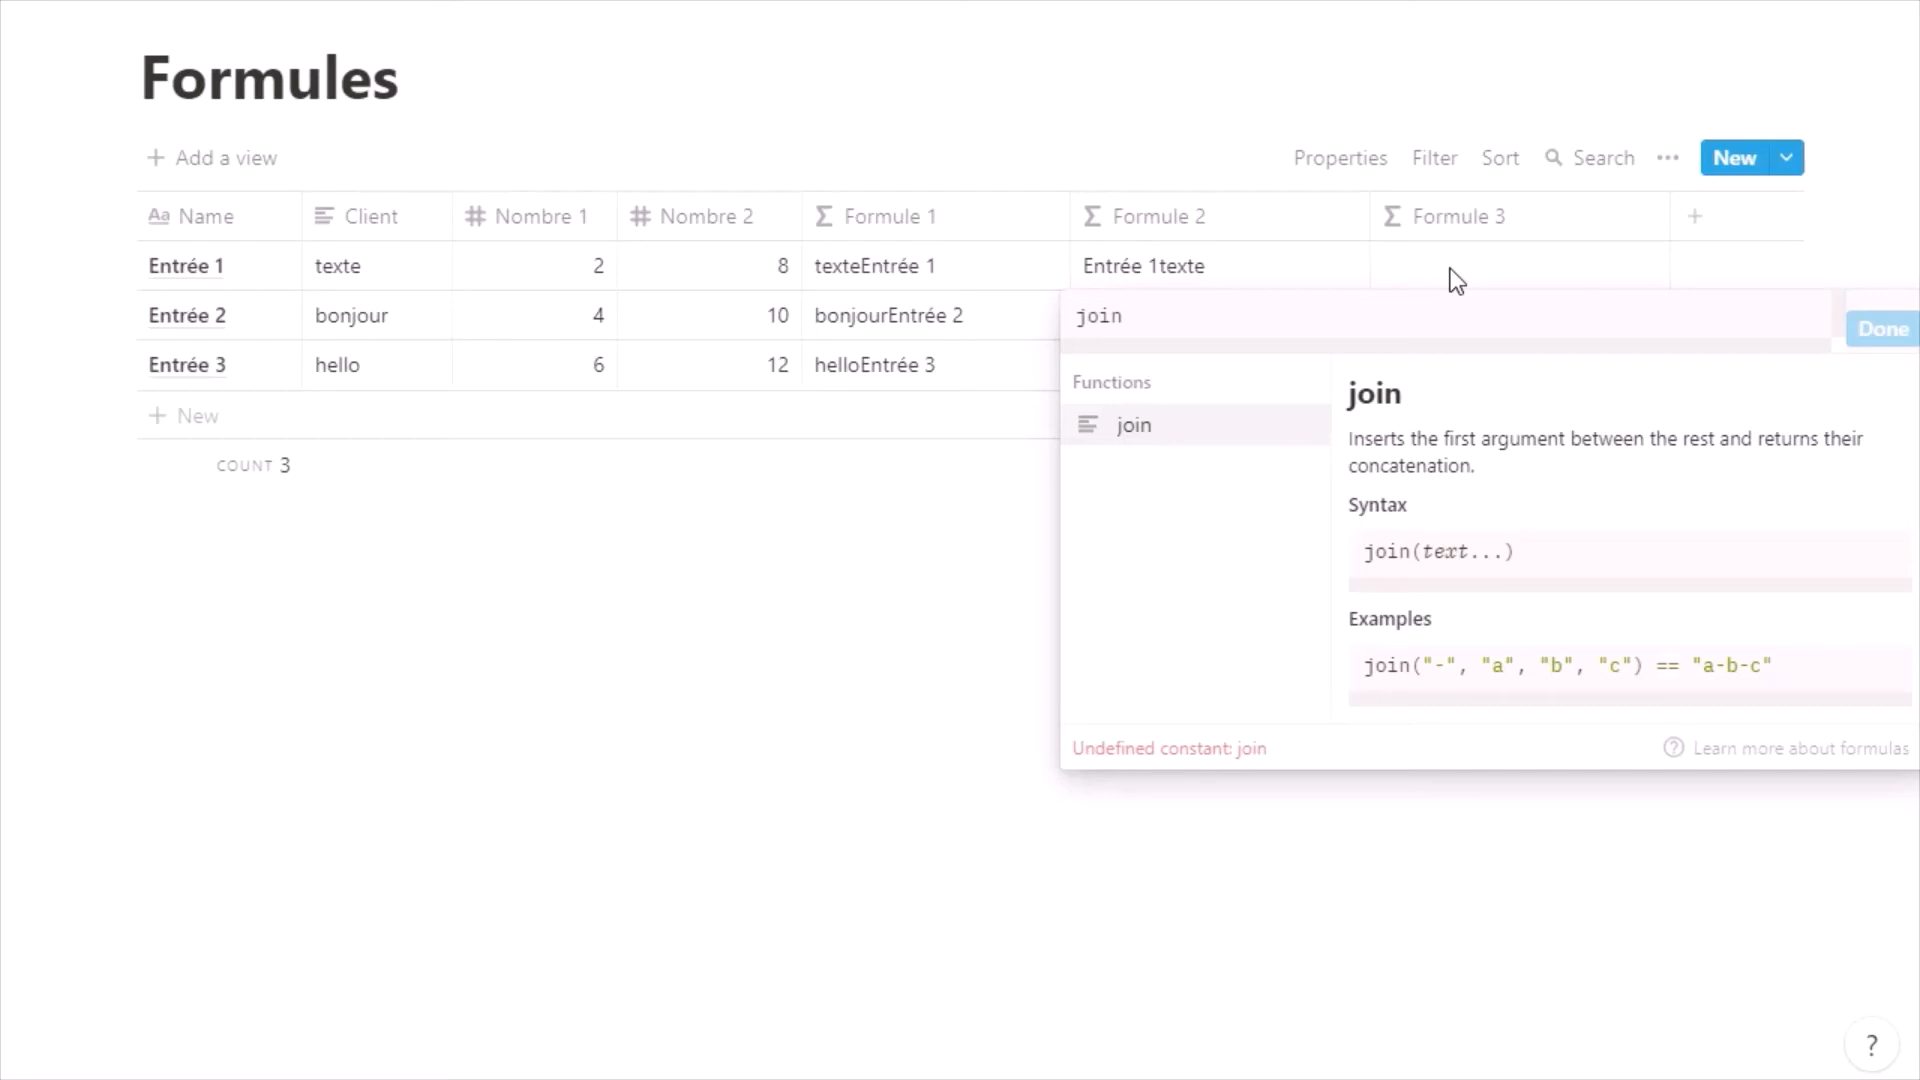 Formules
+ Add a view Properties Filter Sort Search ... New
Aa Name Client # Nombre 1 # Nombre 2 Σ Formule 1 Σ Formule 2 Σ Formule 3 +
Entrée 1 texte 2 8 texteEntrée 1 Entrée 1texte
Entrée 2 bonjour 4 10 bonjourEntrée 2
Entrée 3 hello 6 12 helloEntrée 3
+ New
COUNT 3
join Done
Functions
join
join
Inserts the first argument between the rest and returns their
concatenation.
Syntax
join(text...)
Examples
join("-", "a", "b", "c") == "a-b-c"
Undefined constant: join ? Learn more about formulas
?